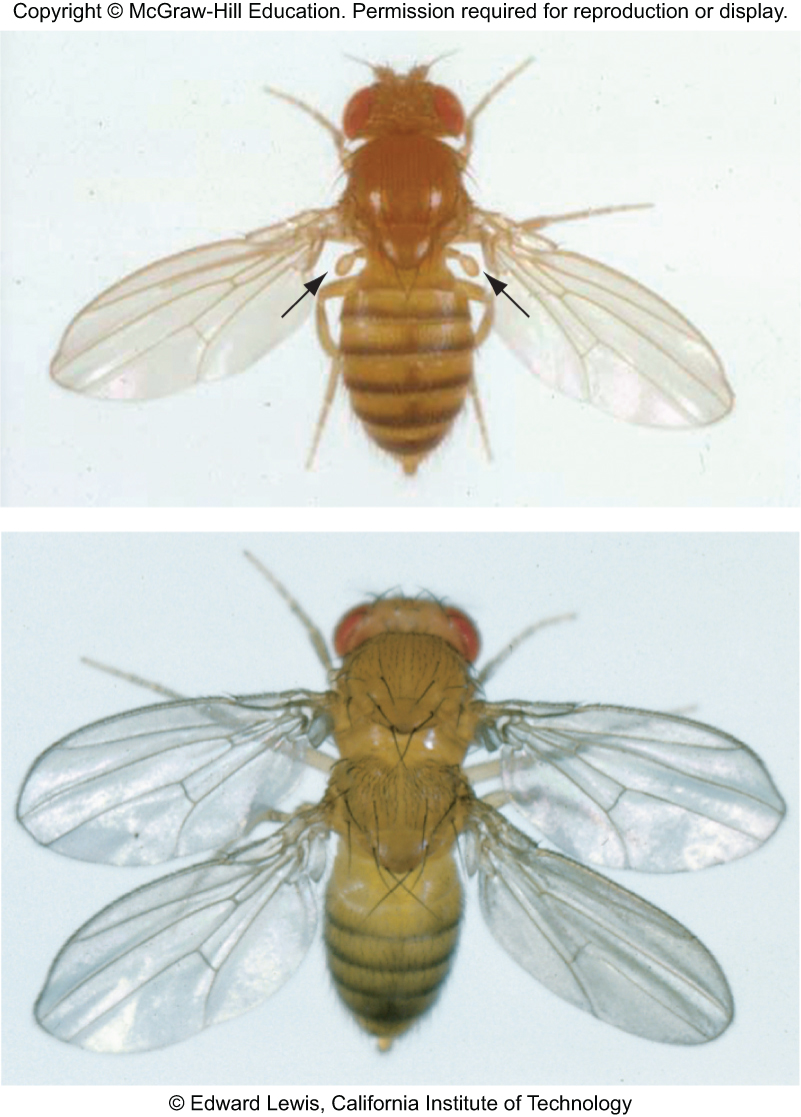 Copyright © McGraw-Hill Education. Permission required for reproduction or display.
© Edward Lewis, California Institute of Technology